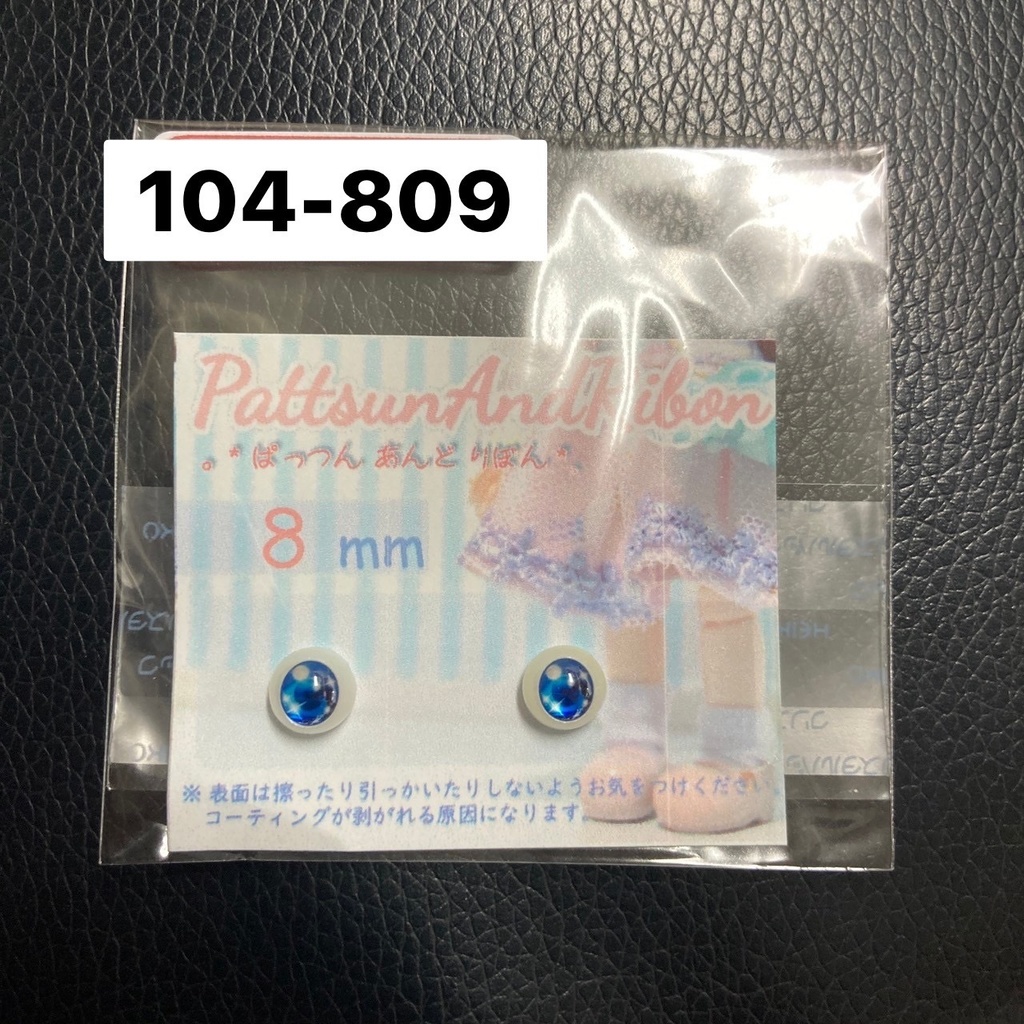 104-809
PattsunAndRibon
。*ぱっつん あんど りぼん*。
8 mm
※ 表面は擦ったり引っかいたりしないようお気をつけください。
コーティングが剥がれる原因になります。